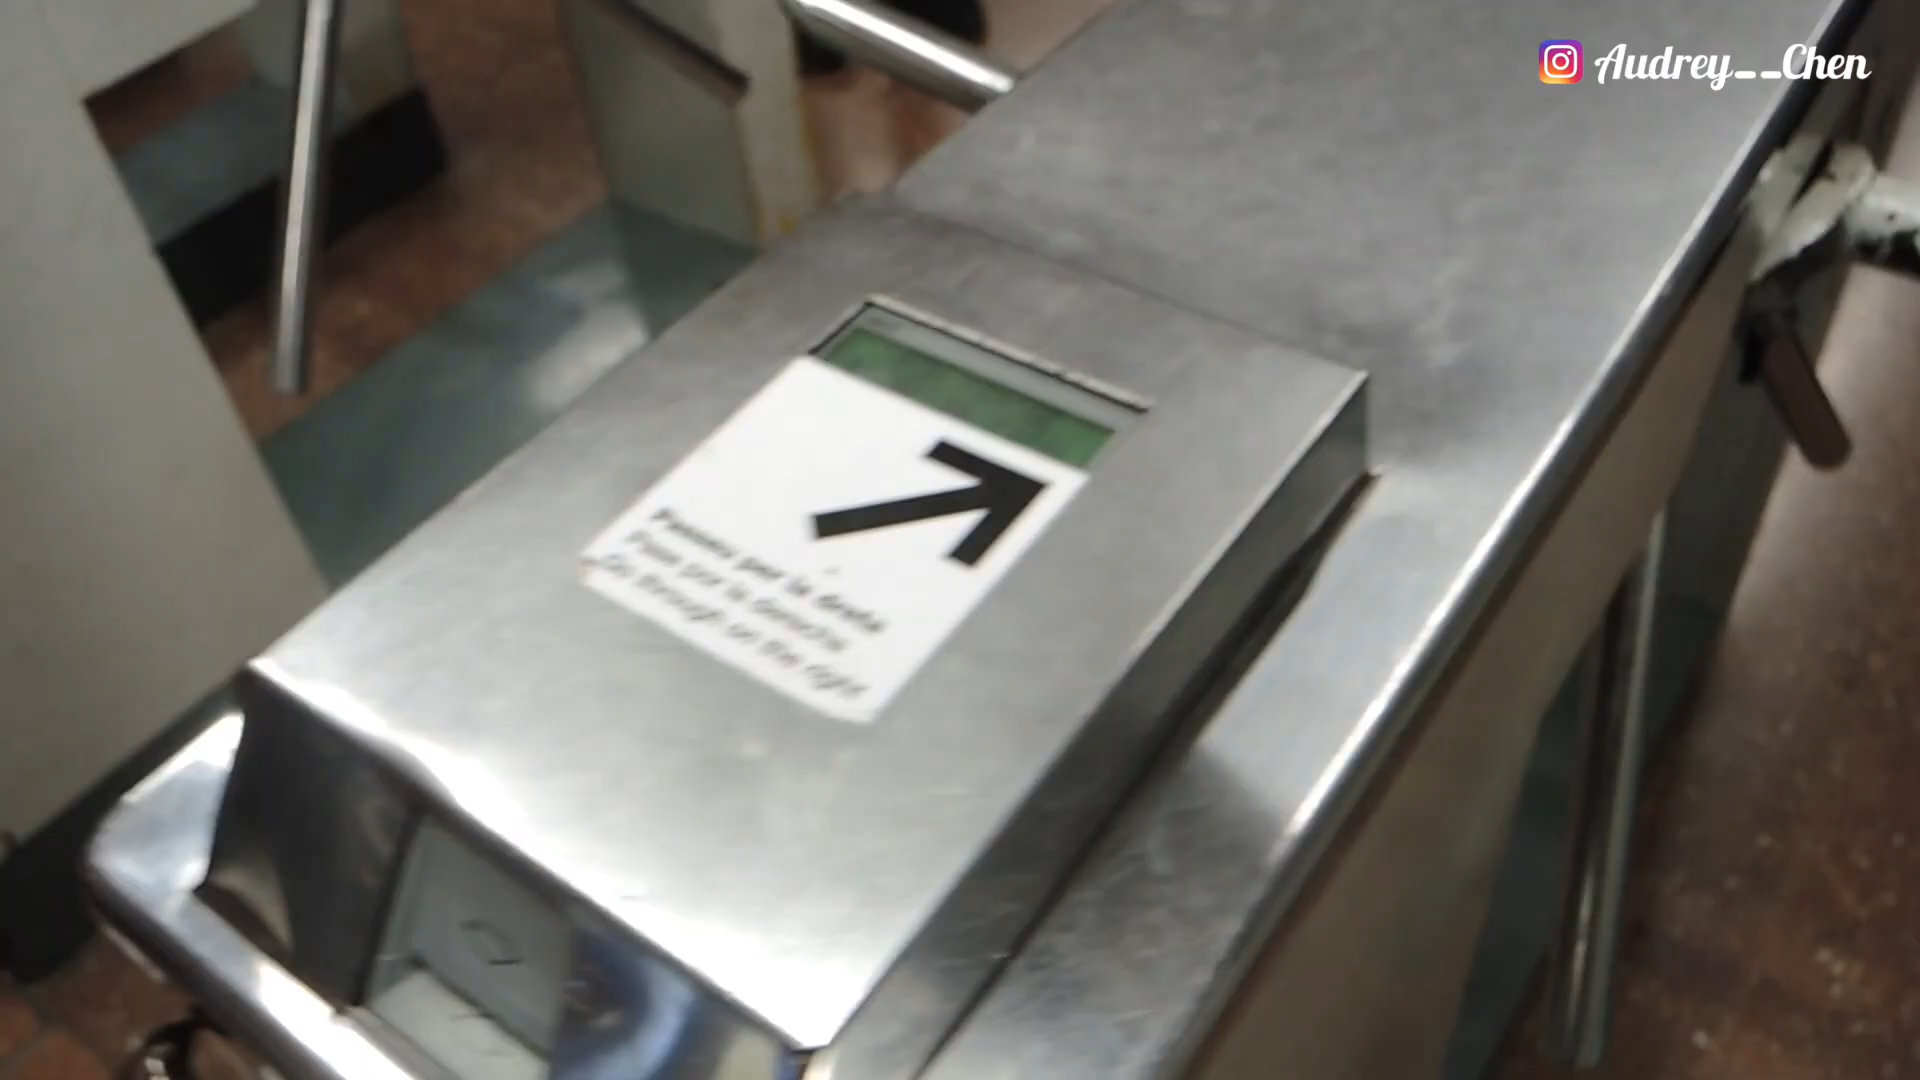 Audrey__Chen
Passeu per la dreta
Pase por la derecha
Go through on the right